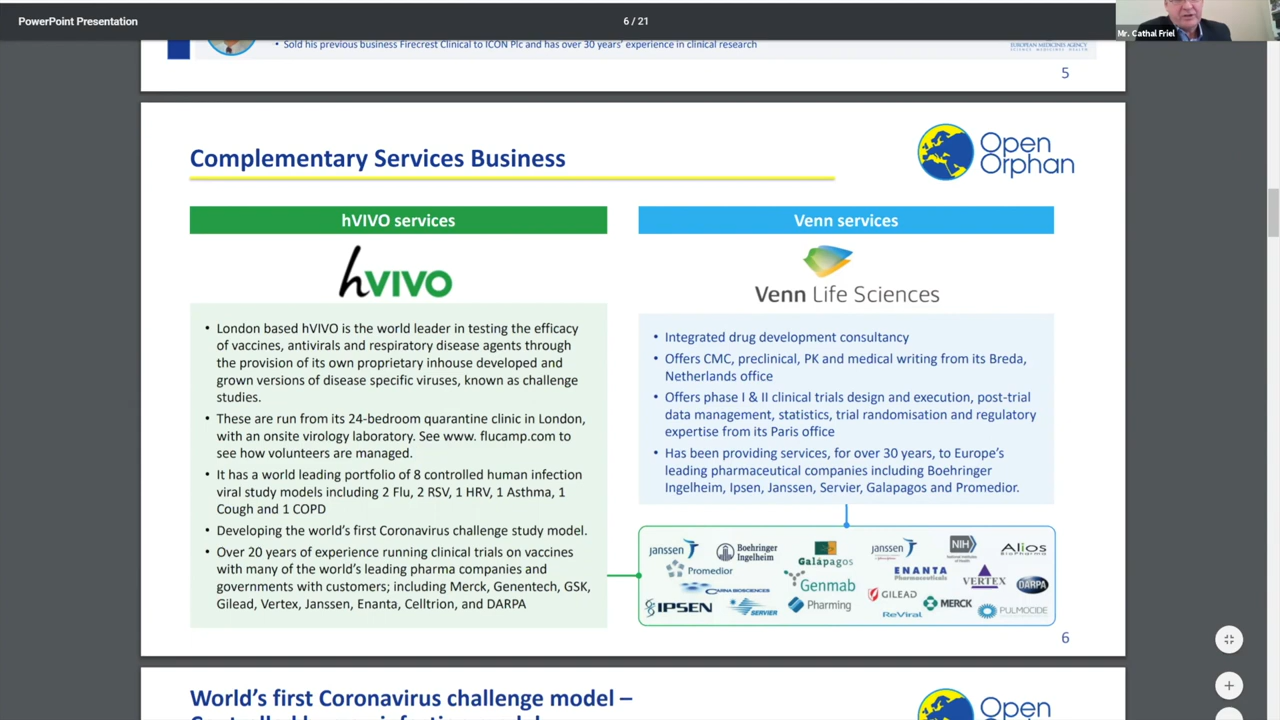 PowerPoint Presentation
6 / 21
Mr. Cathal Friel
• Sold his previous business Firecrest Clinical to ICON Plc and has over 30 years' experience in clinical research
EUROPEAN MEDICINES AGENCY
SCIENCE MEDICINES HEALTH
5
Complementary Services Business
Open
Orphan
hVIVO services
hVIVO
• London based hVIVO is the world leader in testing the efficacy
of vaccines, antivirals and respiratory disease agents through
the provision of its own proprietary inhouse developed and
grown versions of disease specific viruses, known as challenge
studies.
• These are run from its 24-bedroom quarantine clinic in London,
with an onsite virology laboratory. See www. flucamp.com to
see how volunteers are managed.
• It has a world leading portfolio of 8 controlled human infection
viral study models including 2 Flu, 2 RSV, 1 HRV, 1 Asthma, 1
Cough and 1 COPD
• Developing the world's first Coronavirus challenge study model.
• Over 20 years of experience running clinical trials on vaccines
with many of the world's leading pharma companies and
governments with customers; including Merck, Genentech, GSK,
Gilead, Vertex, Janssen, Enanta, Celltrion, and DARPA
Venn services
Venn Life Sciences
• Integrated drug development consultancy
• Offers CMC, preclinical, PK and medical writing from its Breda,
Netherlands office
• Offers phase I & II clinical trials design and execution, post-trial
data management, statistics, trial randomisation and regulatory
expertise from its Paris office
• Has been providing services, for over 30 years, to Europe's
leading pharmaceutical companies including Boehringer
Ingelheim, Ipsen, Janssen, Servier, Galapagos and Promedior.
janssen
Boehringer
Ingelheim
Galápagos
janssen
NIH
Alios
BIOPHARMA
Promedior
Genmab
ENANTA
Pharmaceuticals
VERTEX
DARPA
CARNA BIOSCIENCES
IPSEN
SERVIER
Pharming
GILEAD
ReViral
MERCK
PULMOCIDE
6
World's first Coronavirus challenge model –
Open